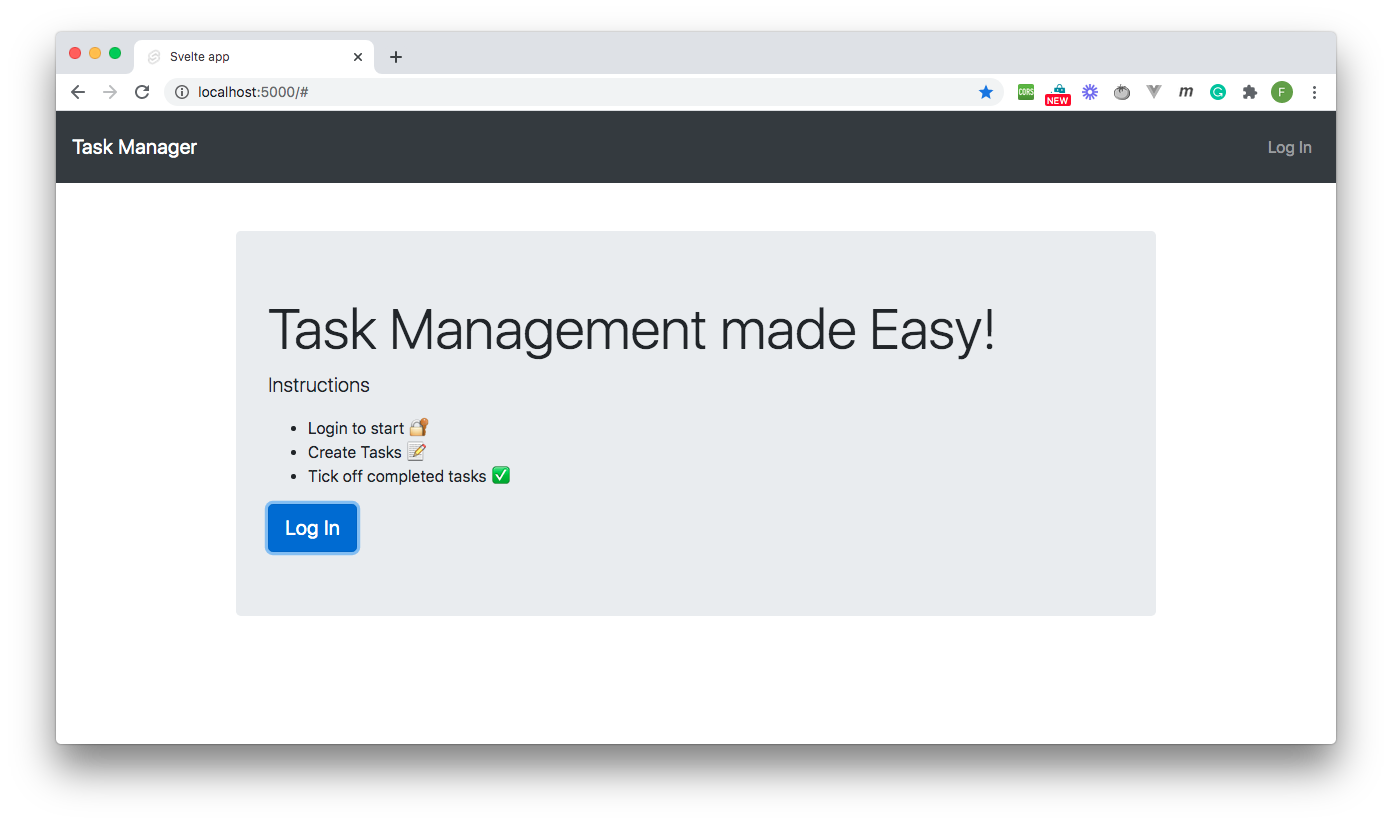 Svelte app
localhost:5000/#
CORS
NEW
m
G
F
Task Manager
Log In
Task Management made Easy!
Instructions
• Login to start 🔐
• Create Tasks 📝
• Tick off completed tasks ✅
Log In